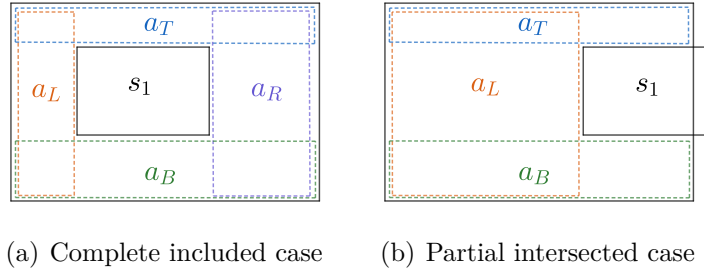 a_T a_T
a_L s_1 a_R a_L s_1
a_B a_B
(a) Complete included case (b) Partial intersected case